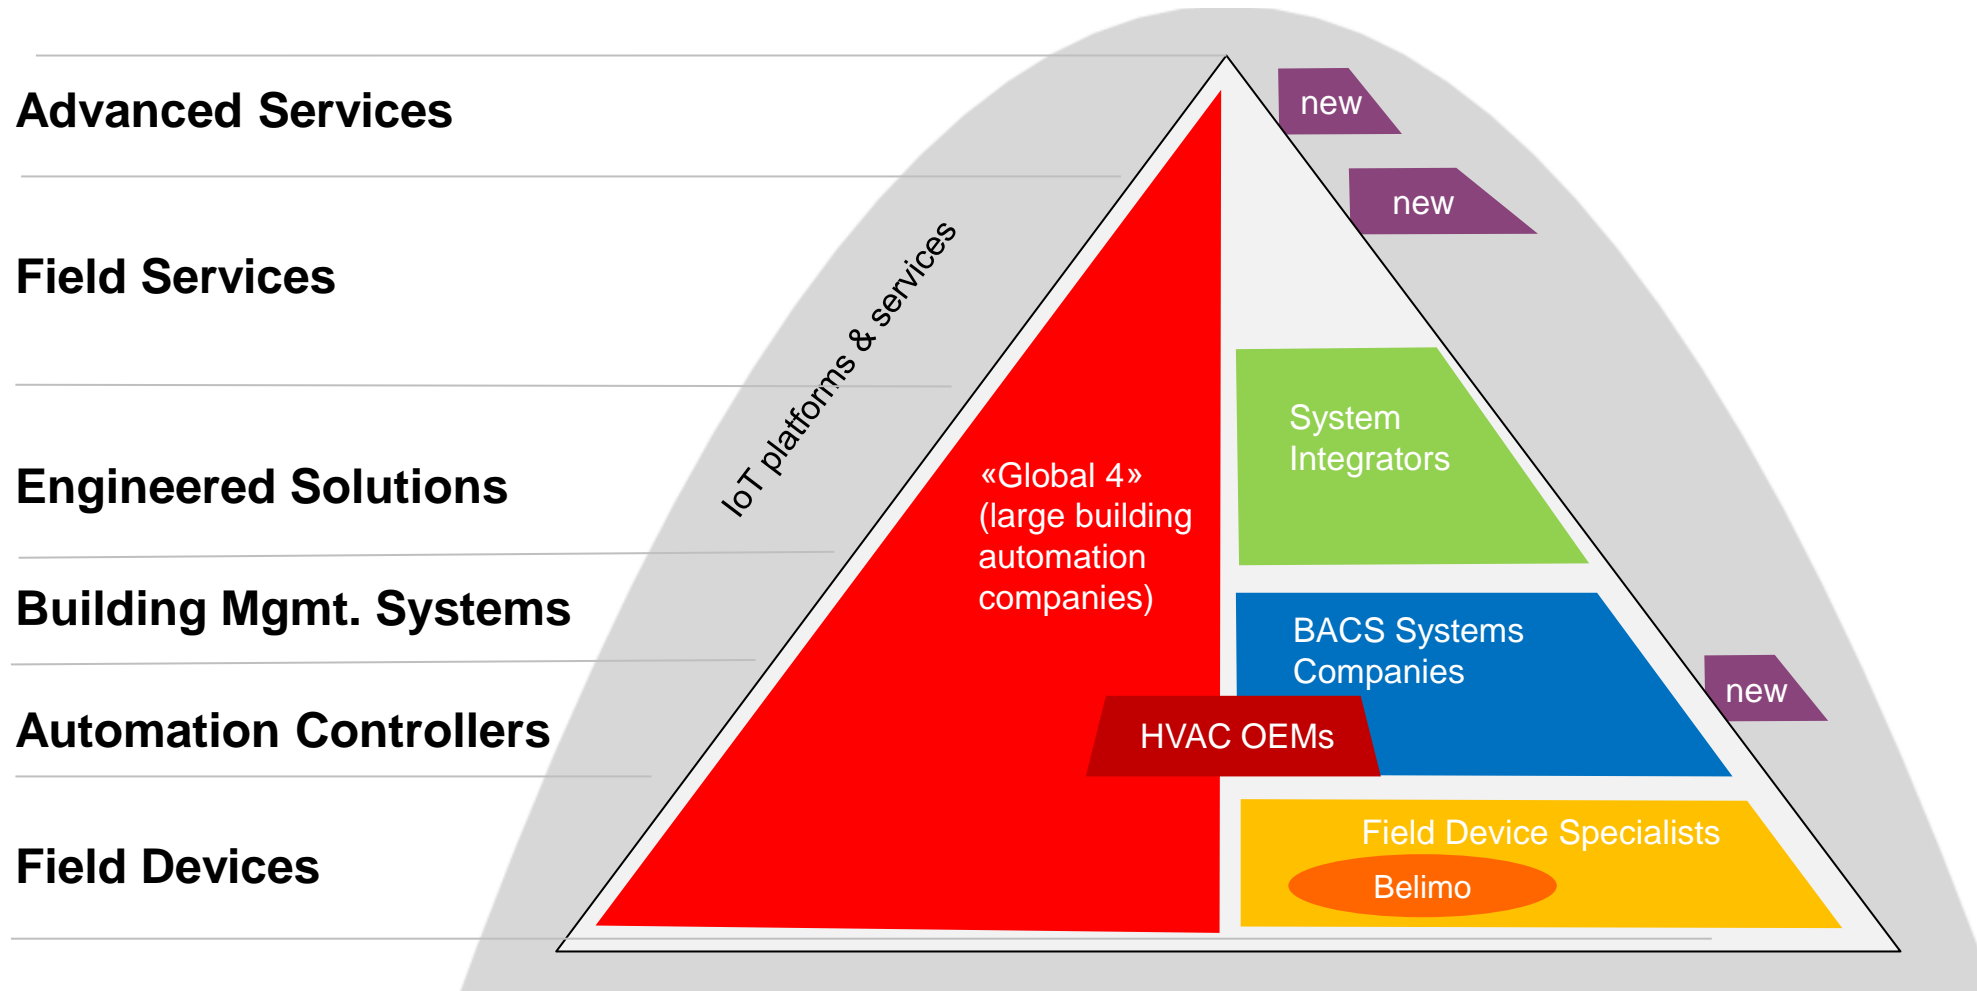 Advanced Services
new
new
Field Services
IoT platforms & services
System
Integrators
Engineered Solutions
«Global 4»
(large building
automation
companies)
Building Mgmt. Systems
BACS Systems
Companies
new
Automation Controllers
HVAC OEMs
Field Device Specialists
Field Devices
Belimo